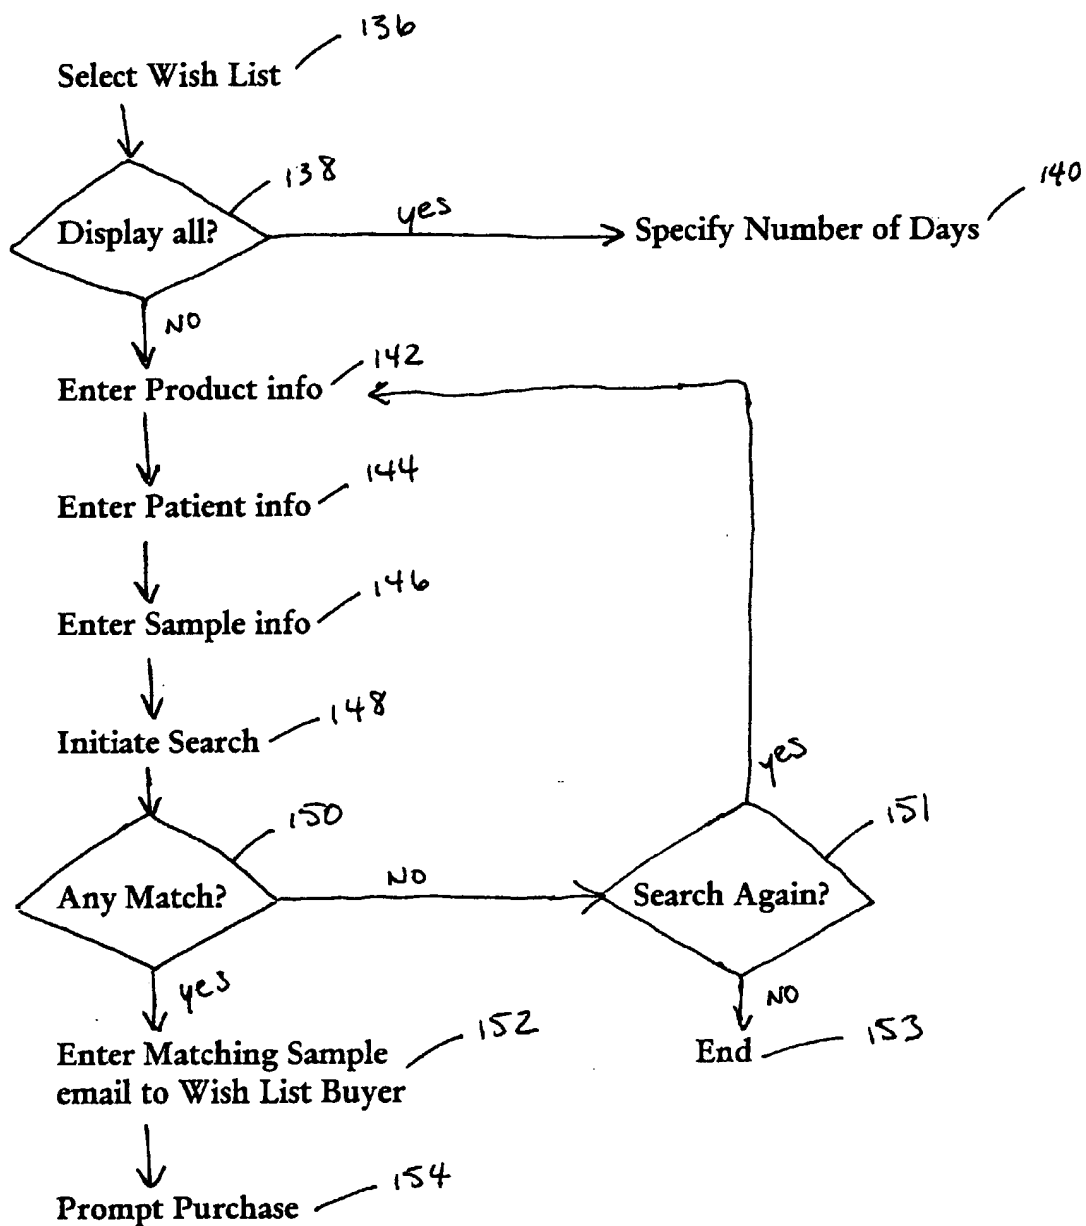 136
Select Wish List
138
Display all?
yes
140
Specify Number of Days
NO
142
Enter Product info
144
Enter Patient info
146
Enter Sample info
148
Initiate Search
yes
150
151
Any Match?
NO
Search Again?
yes
NO
152
153
Enter Matching Sample
email to Wish List Buyer
End
154
Prompt Purchase